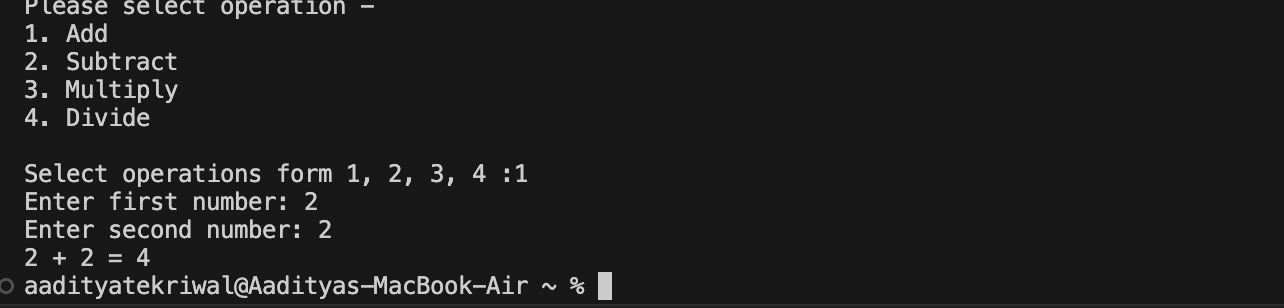 Please select operation -
1. Add
2. Subtract
3. Multiply
4. Divide
Select operations form 1, 2, 3, 4 :1
Enter first number: 2
Enter second number: 2
2 + 2 = 4
aadityatekriwal@Aadityas-MacBook-Air ~ %